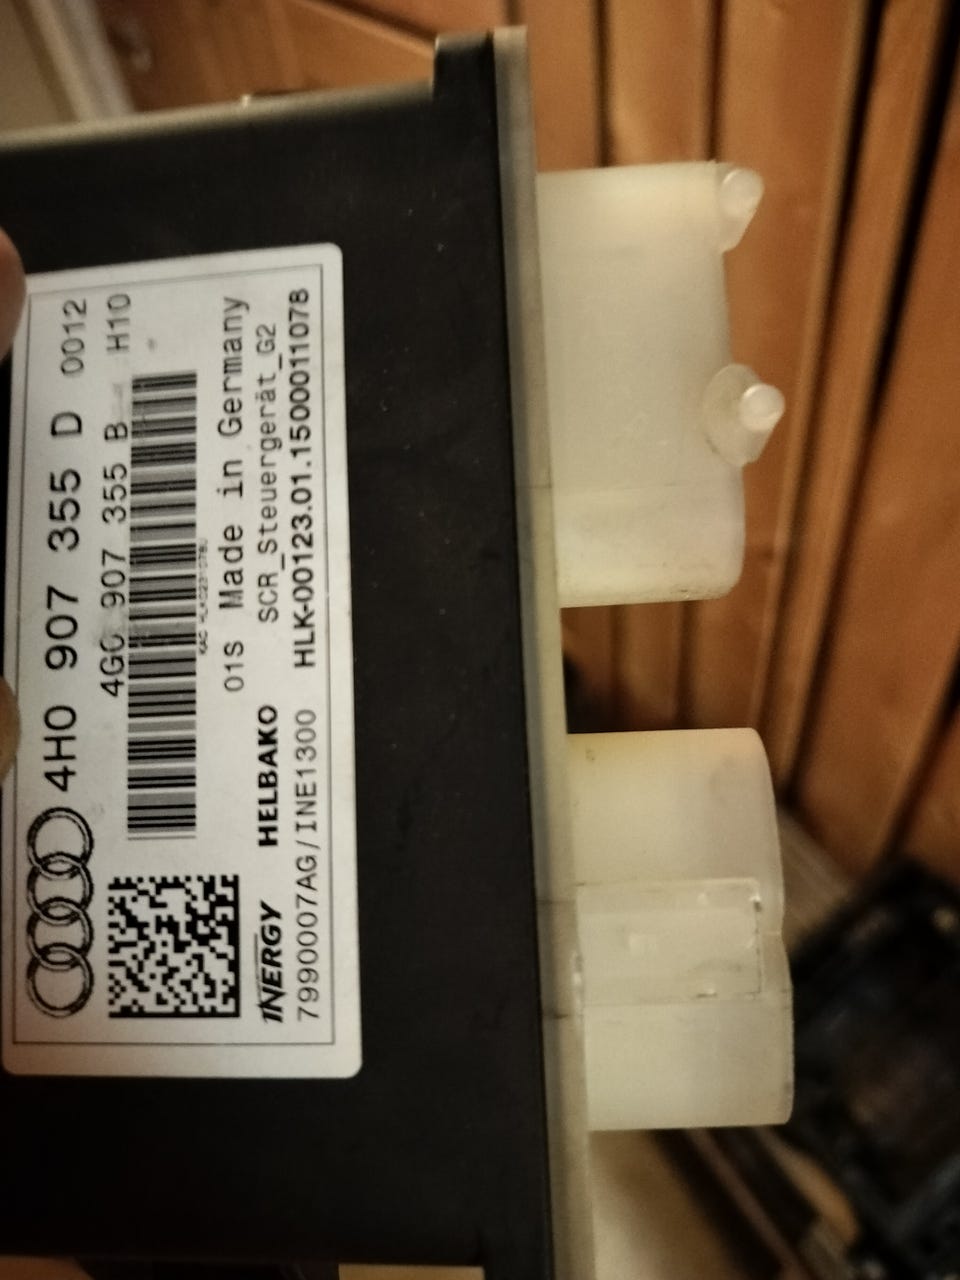 4H0 907 355 D 0012
4G0 907 355 B H10
01S Made in Germany
INERGY HELBAKO SCR_Steuergerät_G2
7990007AG/INE1300 HLK-00123.01.1500011078